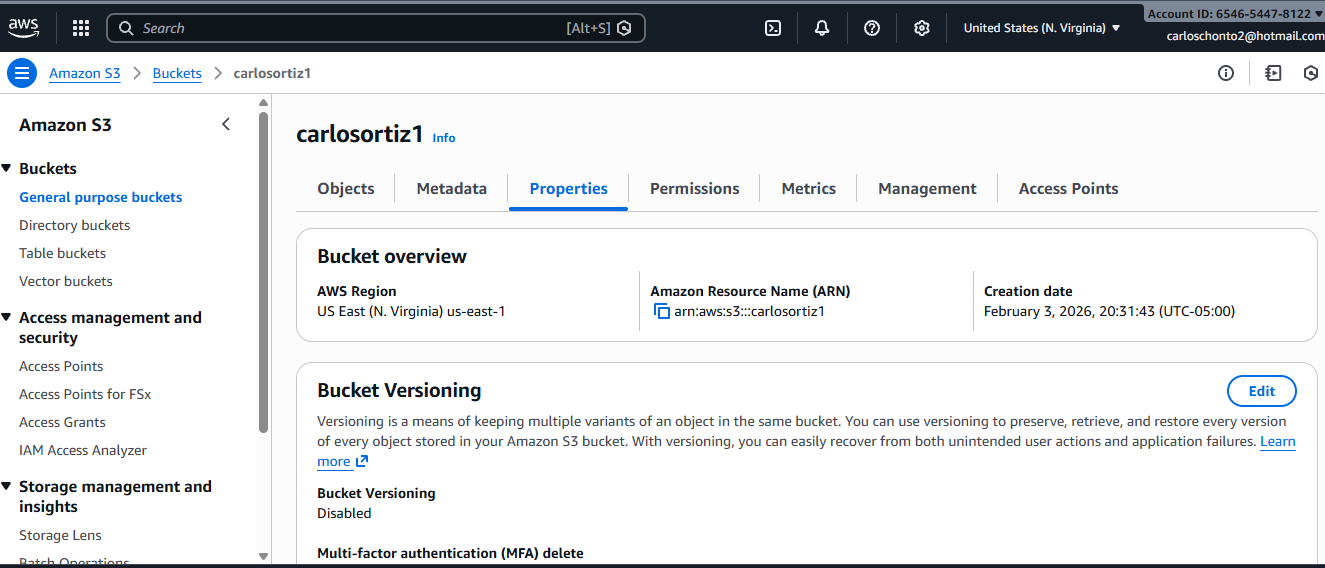 aws
Search [Alt+S]
United States (N. Virginia)
Account ID: 6546-5447-8122
carloschonto2@hotmail.com
Amazon S3 > Buckets > carlosortiz1
Amazon S3
Buckets
General purpose buckets
Directory buckets
Table buckets
Vector buckets
Access management and
security
Access Points
Access Points for FSx
Access Grants
IAM Access Analyzer
Storage management and
insights
Storage Lens
Batch Operations
carlosortiz1 Info
Objects Metadata Properties Permissions Metrics Management Access Points
Bucket overview
AWS Region
US East (N. Virginia) us-east-1
Amazon Resource Name (ARN)
arn:aws:s3:::carlosortiz1
Creation date
February 3, 2026, 20:31:43 (UTC-05:00)
Bucket Versioning
Edit
Versioning is a means of keeping multiple variants of an object in the same bucket. You can use versioning to preserve, retrieve, and restore every version
of every object stored in your Amazon S3 bucket. With versioning, you can easily recover from both unintended user actions and application failures. Learn
more
Bucket Versioning
Disabled
Multi-factor authentication (MFA) delete